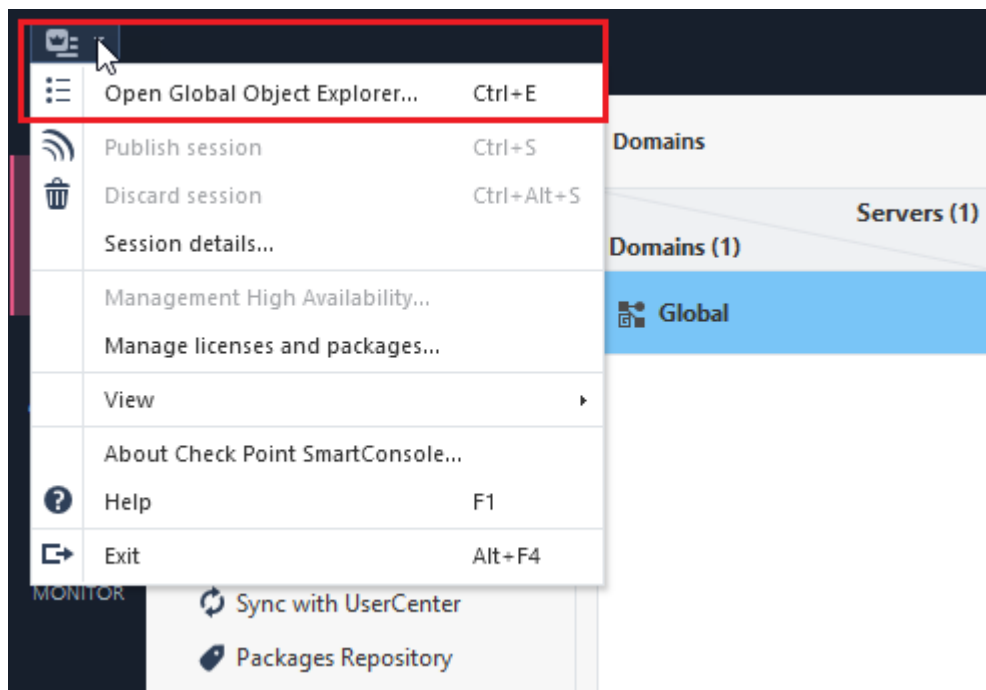 Open Global Object Explorer... Ctrl+E
Publish session Ctrl+S
Discard session Ctrl+Alt+S
Session details...
Management High Availability...
Manage licenses and packages...
View
About Check Point SmartConsole...
Help F1
Exit Alt+F4
MONITOR
Sync with UserCenter
Packages Repository
Domains
Servers (1)
Domains (1)
Global